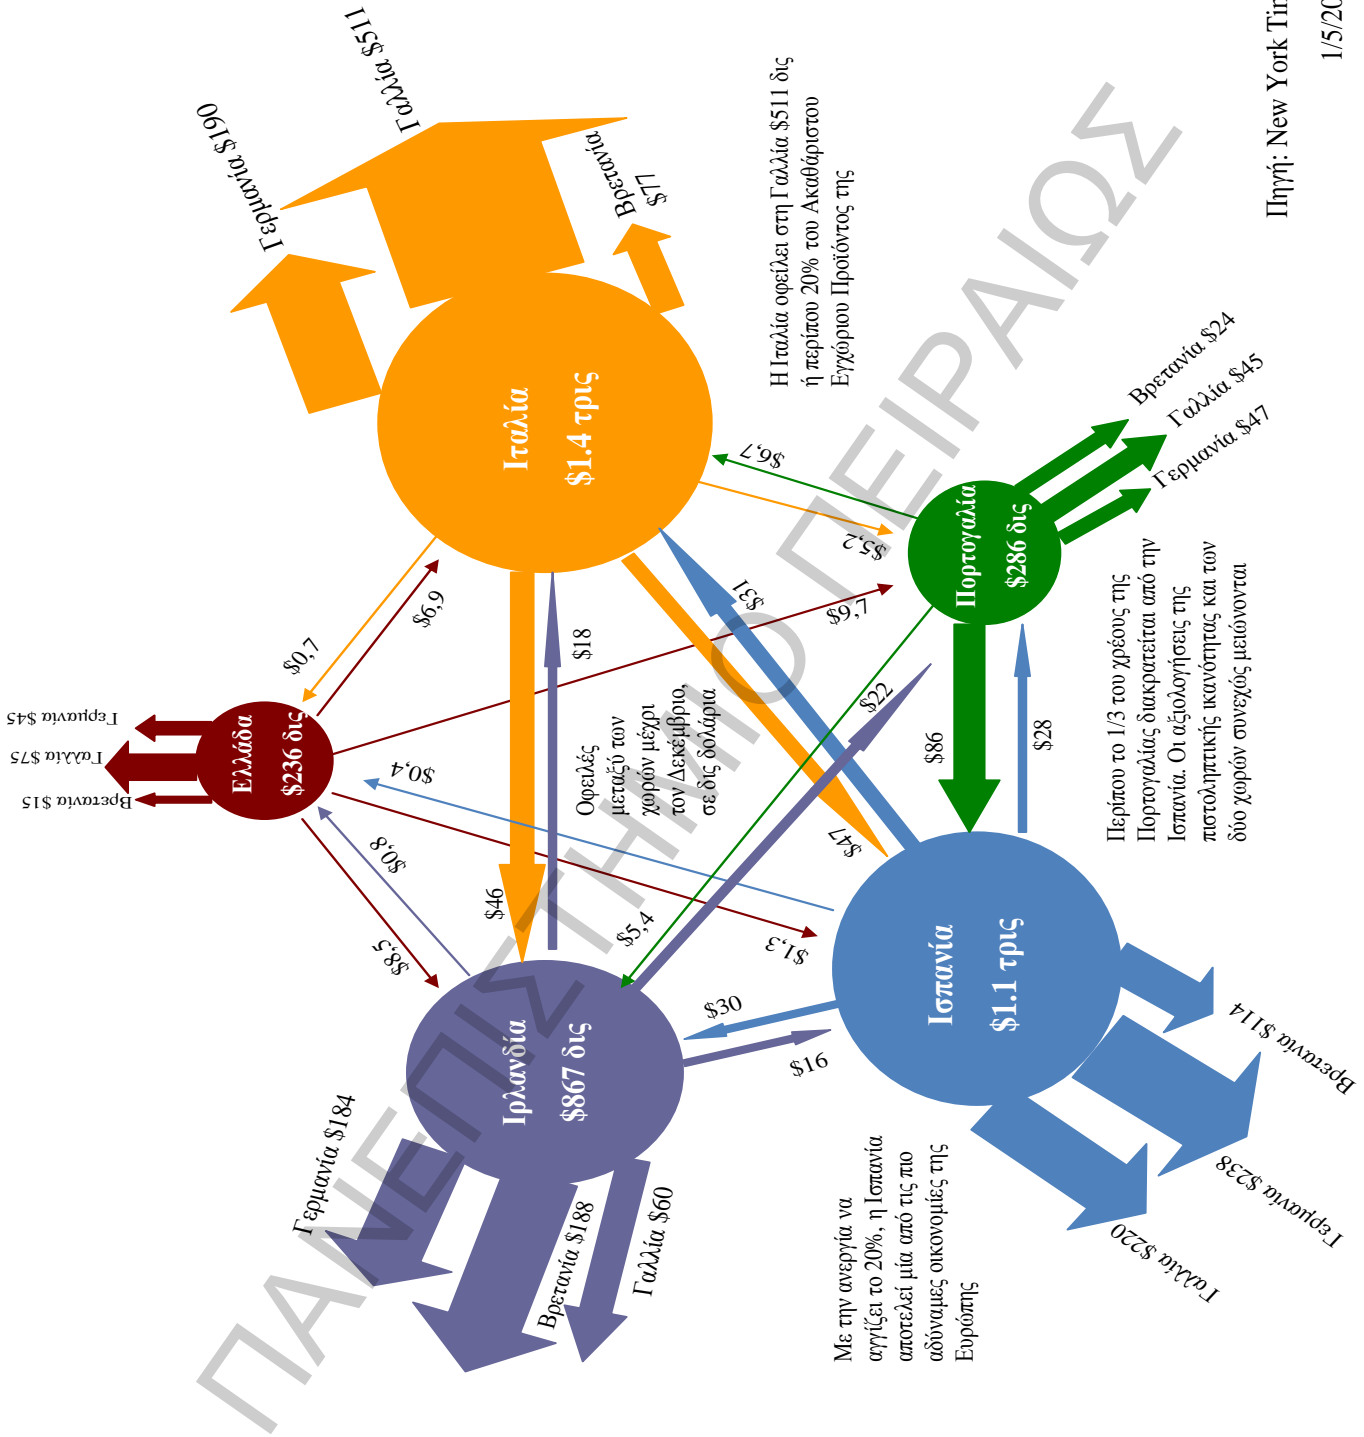 Ελλάδα
$236 δις
Βρετανία $15
Γαλλία $75
Γερμανία $45
Ιταλία
$1.4 τρις
Γερμανία $190
Γαλλία $511
Βρετανία
$77
Η Ιταλία οφείλει στη Γαλλία $511 δις
ή περίπου 20% του Ακαθάριστου
Εγχώριου Προϊόντος της
Ιρλανδία
$867 δις
Γερμανία $184
Βρετανία $188
Γαλλία $60
Οφειλές
μεταξύ των
χωρών μέχρι
τον Δεκέμβριο,
σε δις δολάρια
$0,7
$6,9
$8,5
$0,8
$0,4
$1,3
$9,7
$46
$18
$47
$31
$22
$5,4
$30
$16
$86
$28
$6,7
$5,2
Πορτογαλία
$286 δις
Βρετανία $24
Γαλλία $45
Γερμανία $47
Περίπου το 1/3 του χρέους της
Πορτογαλίας διακρατείται από την
Ισπανία. Οι αξιολογήσεις της
πιστοληπτικής ικανότητας και των
δύο χωρών συνεχώς μειώνονται
Ισπανία
$1.1 τρις
Γαλλία $220
Γερμανία $238
Βρετανία $114
Με την ανεργία να
αγγίζει το 20%, η Ισπανία
αποτελεί μία από τις πιο
αδύναμες οικονομίες της
Ευρώπης
Πηγή: New York
1/5/20
ΠΑΝΕΠΙΣΤΗΜΙΟ ΠΕΙΡΑΙΩΣ